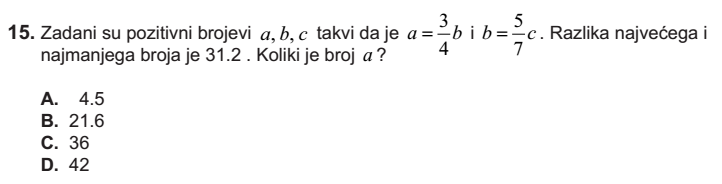 15. Zadani su pozitivni brojevi a, b, c takvi da je a = 3/4 b i b = 5/7 c. Razlika najvećega i
najmanjega broja je 31.2 . Koliki je broj a ?
A. 4.5
B. 21.6
C. 36
D. 42